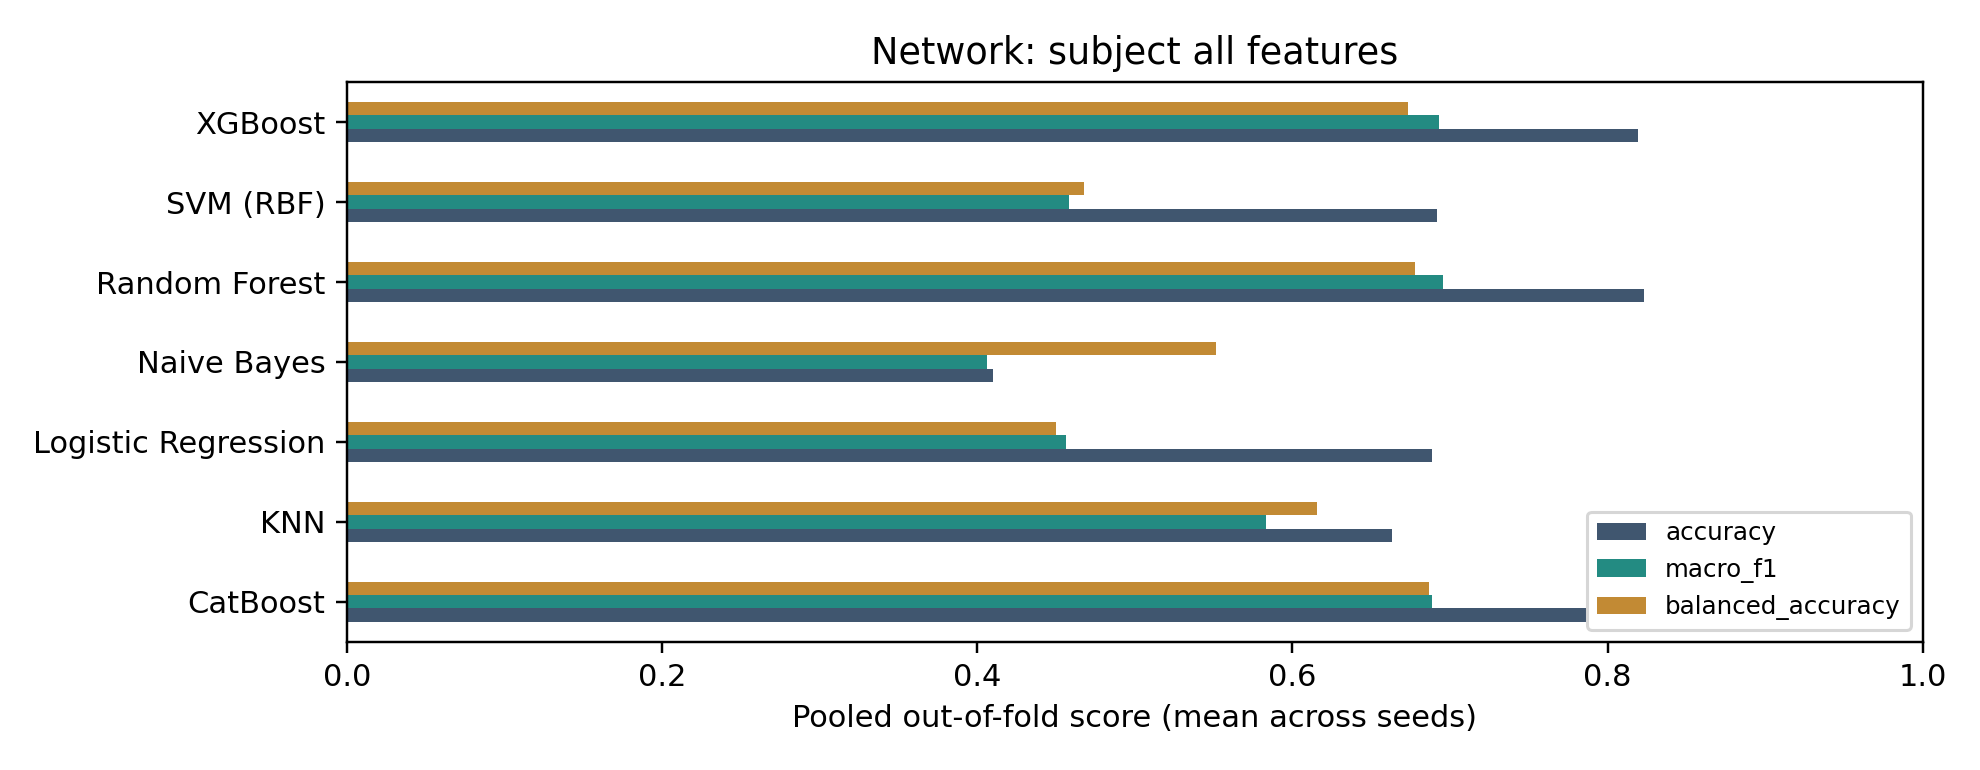 Network: subject all features
XGBoost
SVM (RBF)
Random Forest
Naive Bayes
Logistic Regression
KNN
CatBoost
accuracy
macro_f1
balanced_accuracy
0.0 0.2 0.4 0.6 0.8 1.0
Pooled out-of-fold score (mean across seeds)